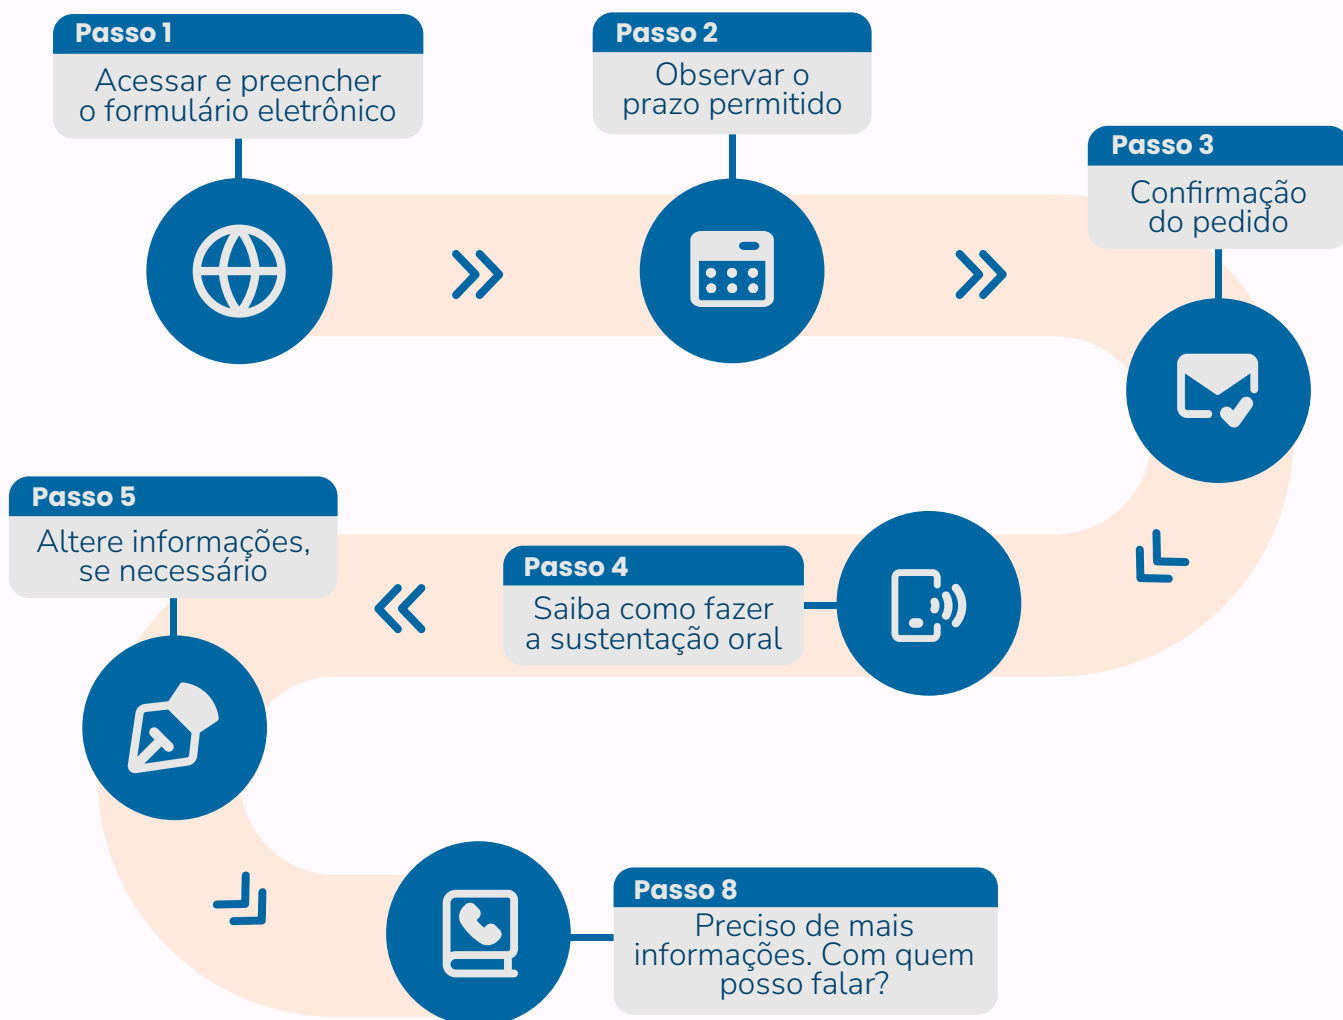 Passo 1
Acessar e preencher
o formulário eletrônico
Passo 2
Observar o
prazo permitido
Passo 3
Confirmação
do pedido
Passo 4
Saiba como fazer
a sustentação oral
Passo 5
Altere informações,
se necessário
Passo 8
Preciso de mais
informações. Com quem
posso falar?